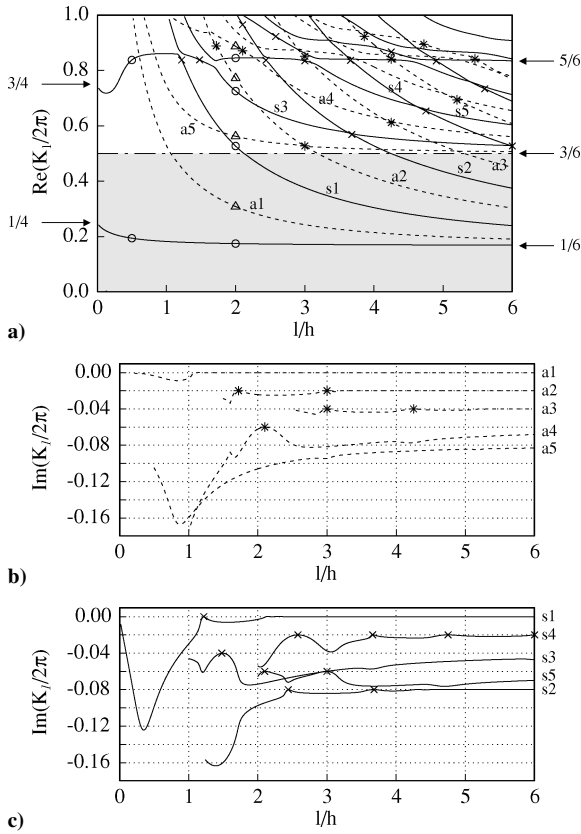 1.0
0.8
0.6
0.4
0.2
0.0
Re(K₁/2π)
3/4
1/4
5/6
3/6
1/6
a5
s3
a4
s4
s5
a3
s2
a2
s1
a1
0 1 2 3 4 5 6
l/h
a)
0.00
-0.04
-0.08
-0.12
-0.16
Im(K_l/2π)
a1
a2
a3
a4
a5
0 1 2 3 4 5 6
l/h
b)
0.00
-0.04
-0.08
-0.12
-0.16
Im(K_l/2π)
s1
s4
s3
s5
s2
0 1 2 3 4 5 6
l/h
c)